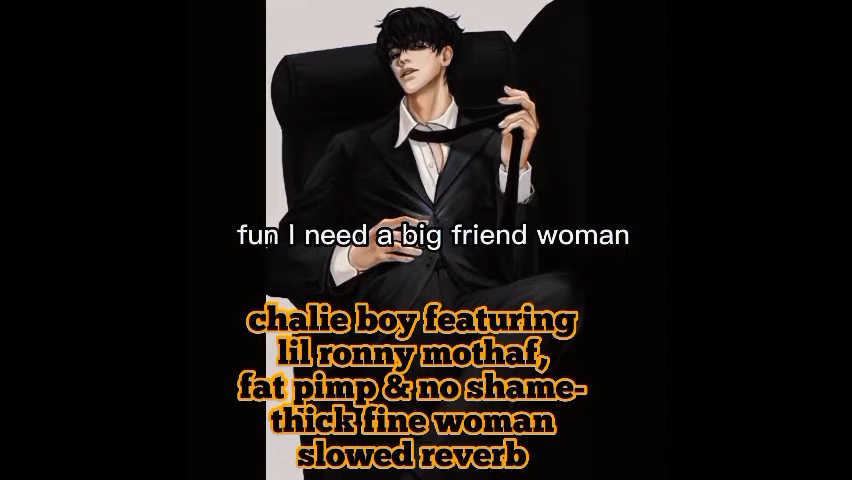 fun I need a big friend woman
chalie boy featuring
lil ronny mothaf,
fat pimp & no shame-
thick fine woman
slowed reverb